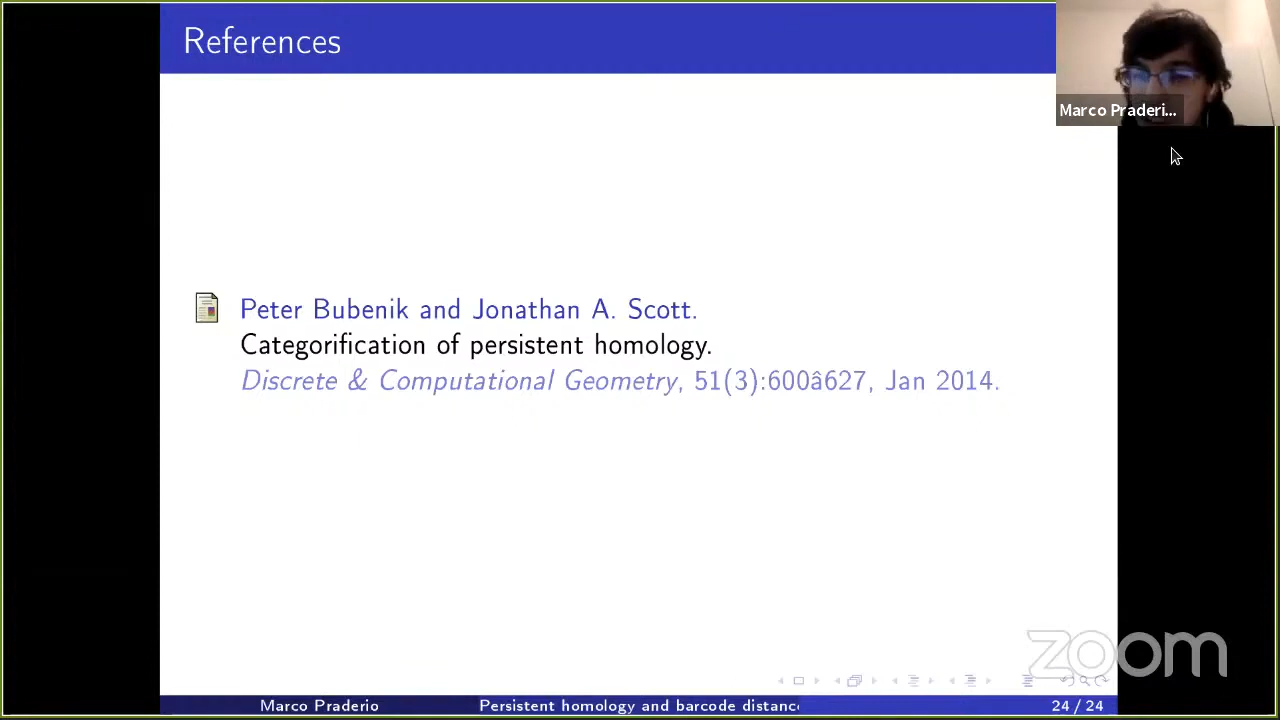 References
Marco Praderi...
Peter Bubenik and Jonathan A. Scott.
Categorification of persistent homology.
Discrete & Computational Geometry, 51(3):600â627, Jan 2014.
zoom
Marco Praderio
Persistent homology and barcode distanc
24 / 24